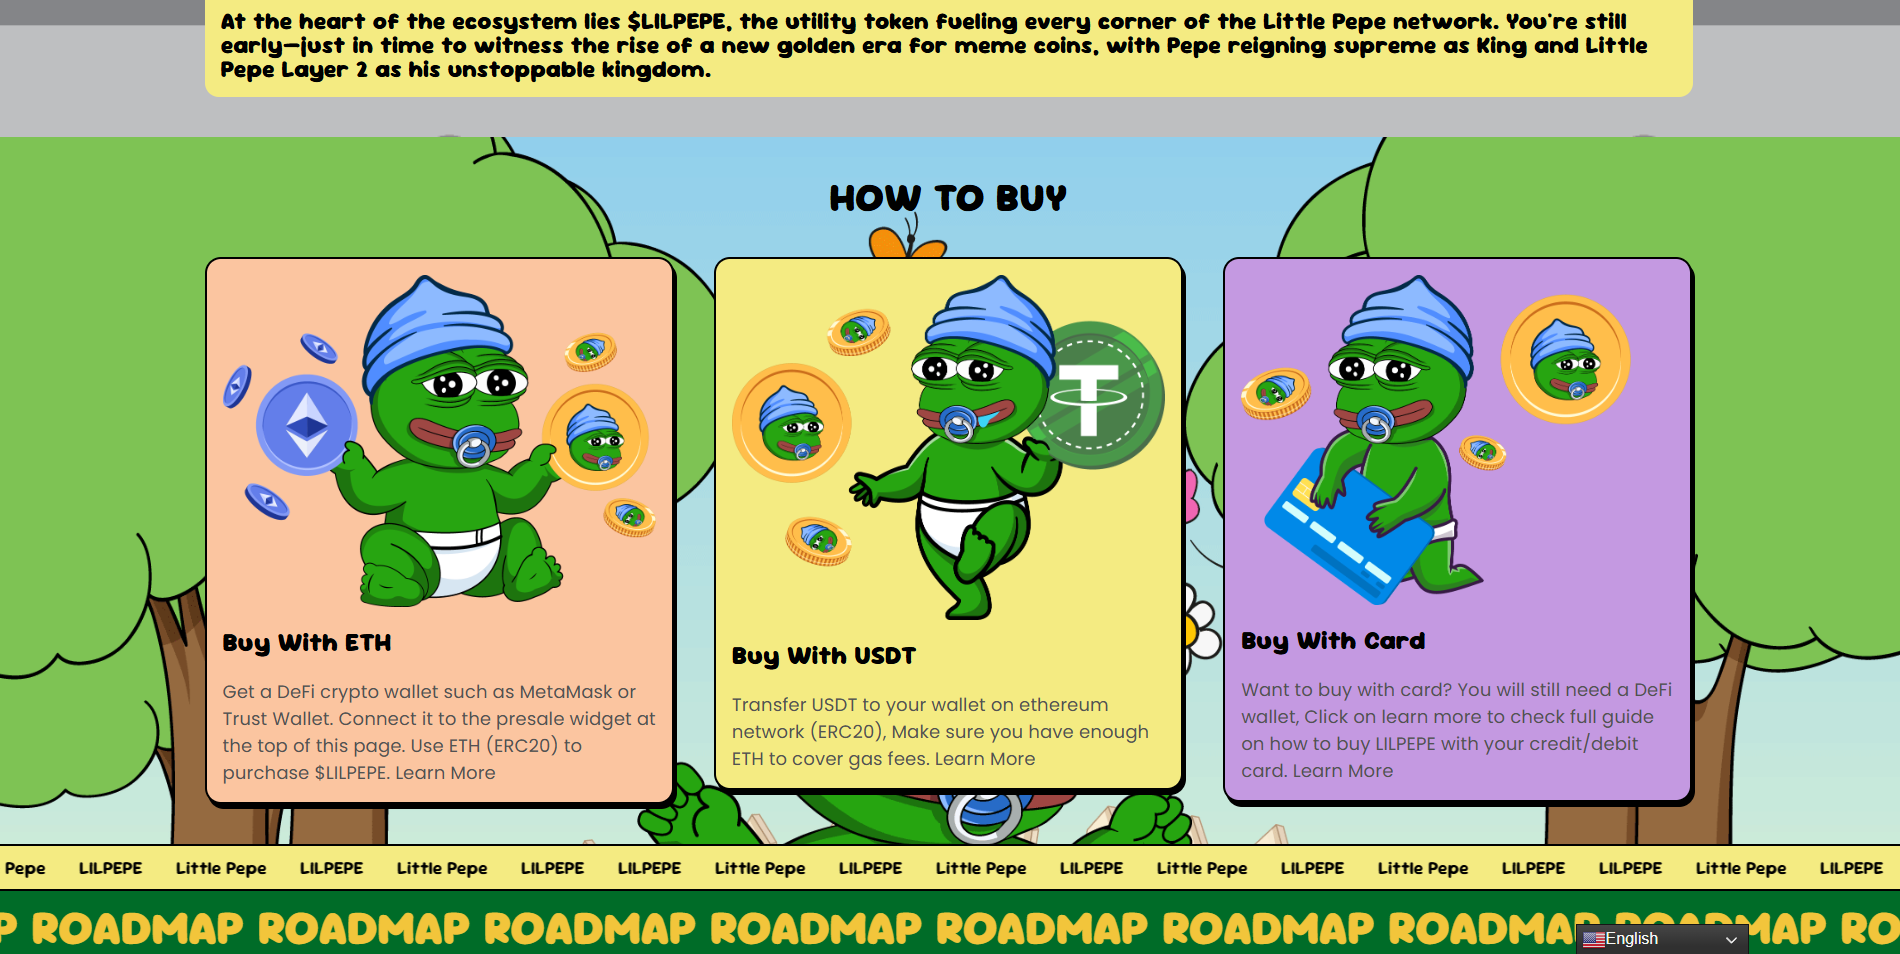 At the heart of the ecosystem lies $LILPEPE, the utility token fueling every corner of the Little Pepe network. You're still
early—just in time to witness the rise of a new golden era for meme coins, with Pepe reigning supreme as King and Little
Pepe Layer 2 as his unstoppable kingdom.
HOW TO BUY
Buy With ETH
Get a DeFi crypto wallet such as MetaMask or
Trust Wallet. Connect it to the presale widget at
the top of this page. Use ETH (ERC20) to
purchase $LILPEPE. Learn More
Buy With USDT
Transfer USDT to your wallet on ethereum
network (ERC20), Make sure you have enough
ETH to cover gas fees. Learn More
Buy With Card
Want to buy with card? You will still need a DeFi
wallet, Click on learn more to check full guide
on how to buy LILPEPE with your credit/debit
card. Learn More
Pepe LILPEPE Little Pepe LILPEPE Little Pepe LILPEPE LILPEPE Little Pepe LILPEPE Little Pepe LILPEPE Little Pepe LILPEPE Little Pepe LILPEPE LILPEPE Little Pepe LILPEPE
P ROADMAP ROADMAP ROADMAP ROADMAP ROADMAP ROADMAP ROADMAP ROADMAP RO
English